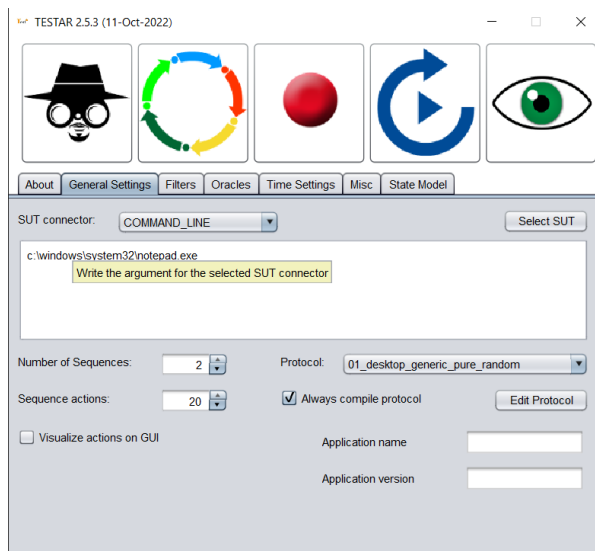 TESTAR 2.5.3 (11-Oct-2022)
About General Settings Filters Oracles Time Settings Misc State Model
SUT connector: COMMAND_LINE Select SUT
c:\windows\system32\notepad.exe
Write the argument for the selected SUT connector
Number of Sequences: 2 Protocol: 01_desktop_generic_pure_random
Sequence actions: 20 Always compile protocol Edit Protocol
Visualize actions on GUI Application name
Application version